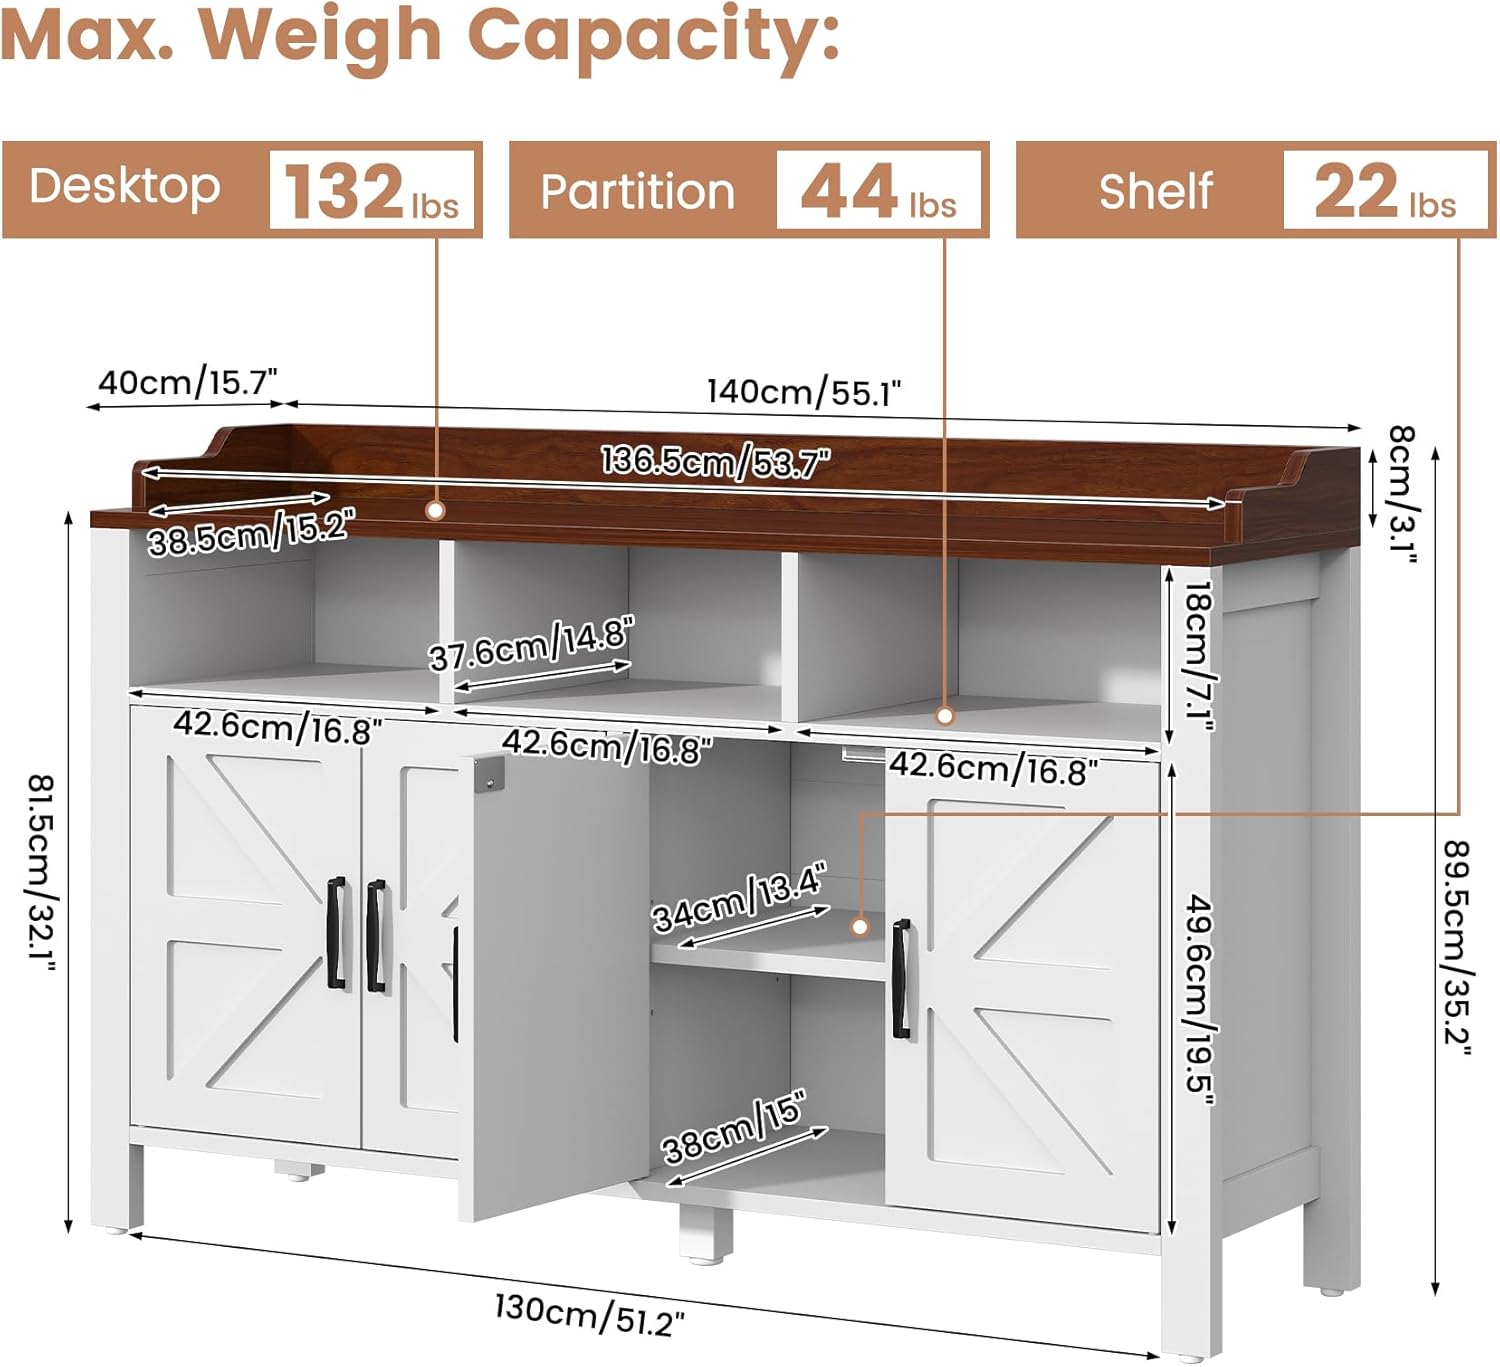 Max. Weigh Capacity:
Desktop 132 lbs
Partition 44 lbs
Shelf 22 lbs
40cm/15.7"
140cm/55.1"
8cm/3.1"
136.5cm/53.7"
38.5cm/15.2"
18cm/7.1"
37.6cm/14.8"
42.6cm/16.8"
42.6cm/16.8"
42.6cm/16.8"
81.5cm/32.1"
89.5cm/35.2"
34cm/13.4"
49.6cm/19.5"
38cm/15"
130cm/51.2"